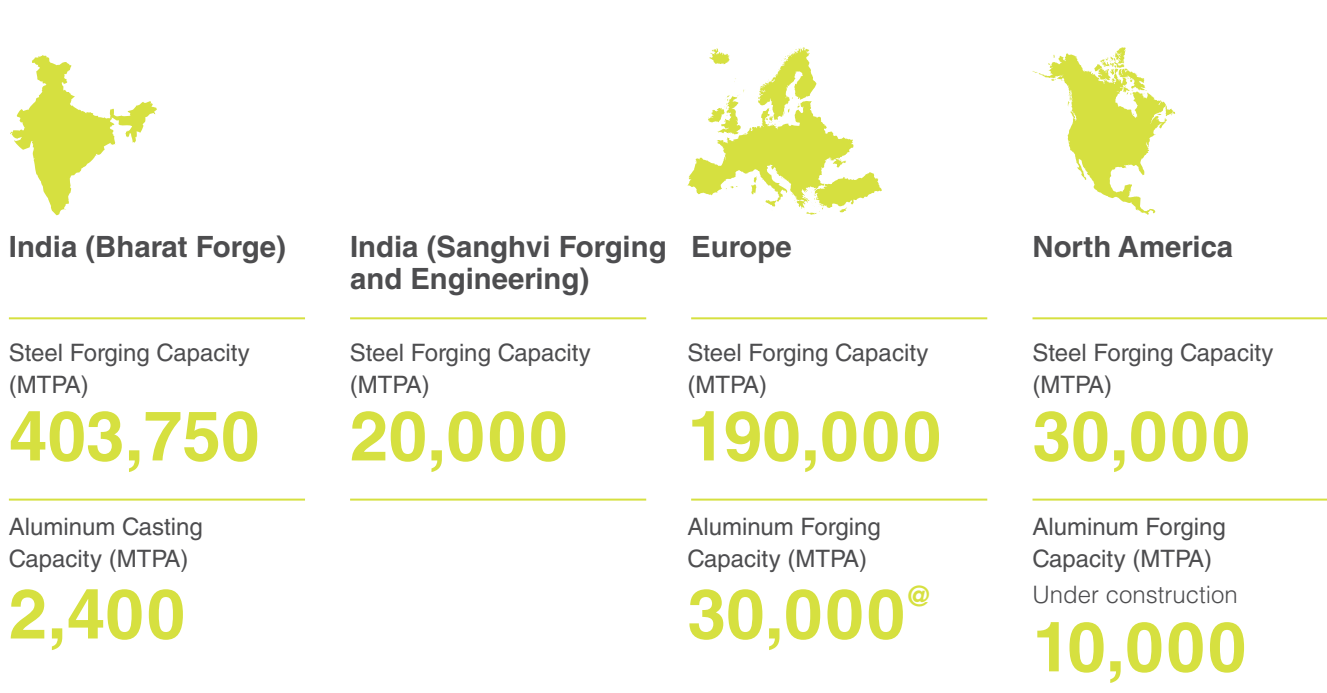 India (Bharat Forge)
Steel Forging Capacity
(MTPA)
403,750
Aluminum Casting
Capacity (MTPA)
2,400
India (Sanghvi Forging
and Engineering)
Steel Forging Capacity
(MTPA)
20,000
Europe
Steel Forging Capacity
(MTPA)
190,000
Aluminum Forging
Capacity (MTPA)
30,000@
North America
Steel Forging Capacity
(MTPA)
30,000
Aluminum Forging
Capacity (MTPA)
Under construction
10,000